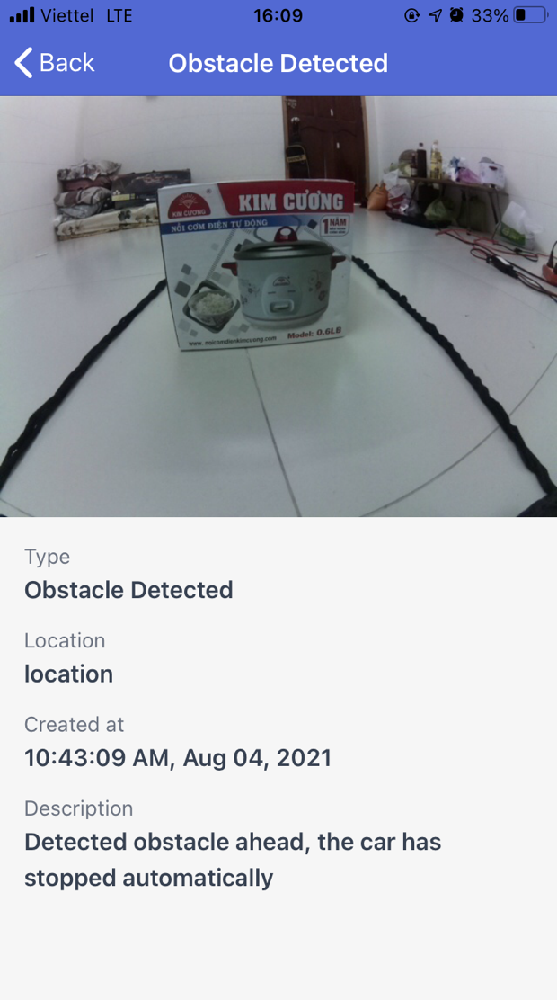 Viettel LTE
16:09
33%
Back
Obstacle Detected
KIM CƯƠNG
KIM CƯƠNG
NỒI CƠM ĐIỆN TỰ ĐỘNG
1 NĂM
www.noicomdienkimcuong.com
Model: 0.6LB
Type
Obstacle Detected
Location
location
Created at
10:43:09 AM, Aug 04, 2021
Description
Detected obstacle ahead, the car has
stopped automatically